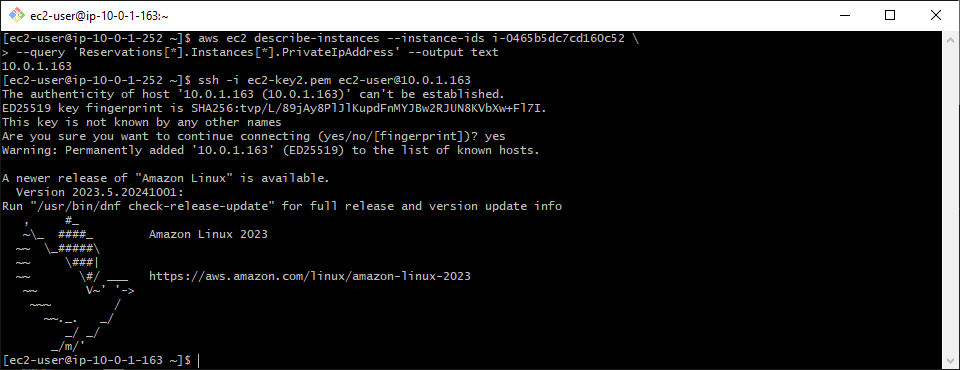 ec2-user@ip-10-0-1-163:~
[ec2-user@ip-10-0-1-252 ~]$ aws ec2 describe-instances --instance-ids i-0465b5dc7cd160c52 \
> --query 'Reservations[*].Instances[*].PrivateIpAddress' --output text
10.0.1.163
[ec2-user@ip-10-0-1-252 ~]$ ssh -i ec2-key2.pem ec2-user@10.0.1.163
The authenticity of host '10.0.1.163 (10.0.1.163)' can't be established.
ED25519 key fingerprint is SHA256:tvp/L/89jAy8PlJlKupdFnMYJBw2RJUN8KVbXw+Fl7I.
This key is not known by any other names
Are you sure you want to continue connecting (yes/no/[fingerprint])? yes
Warning: Permanently added '10.0.1.163' (ED25519) to the list of known hosts.

A newer release of "Amazon Linux" is available.
  Version 2023.5.20241001:
Run "/usr/bin/dnf check-release-update" for full release and version update info
   ,     #_
   ~\_  ####_        Amazon Linux 2023
  ~~  \_#####\
  ~~     \###|
  ~~       \#/ ___   https://aws.amazon.com/linux/amazon-linux-2023
   ~~       V~' '->
    ~~~         /
      ~~._.   _/
         _/ _/
       _/m/'
[ec2-user@ip-10-0-1-163 ~]$